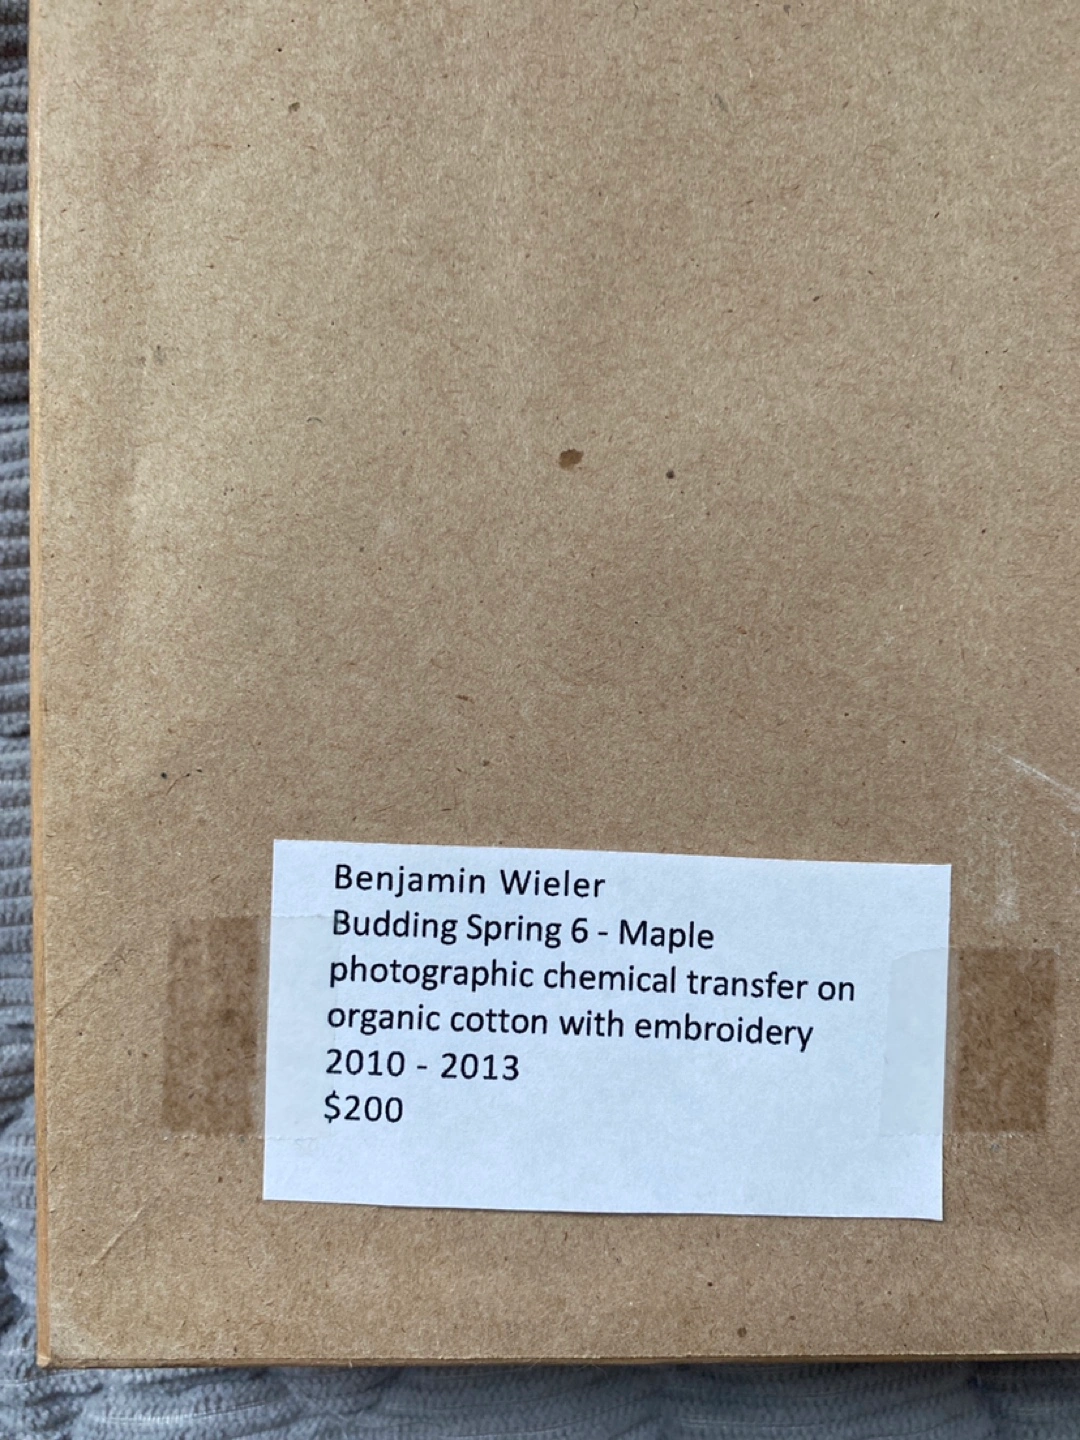 Benjamin Wieler
Budding Spring 6 - Maple
photographic chemical transfer on
organic cotton with embroidery
2010 - 2013
$200